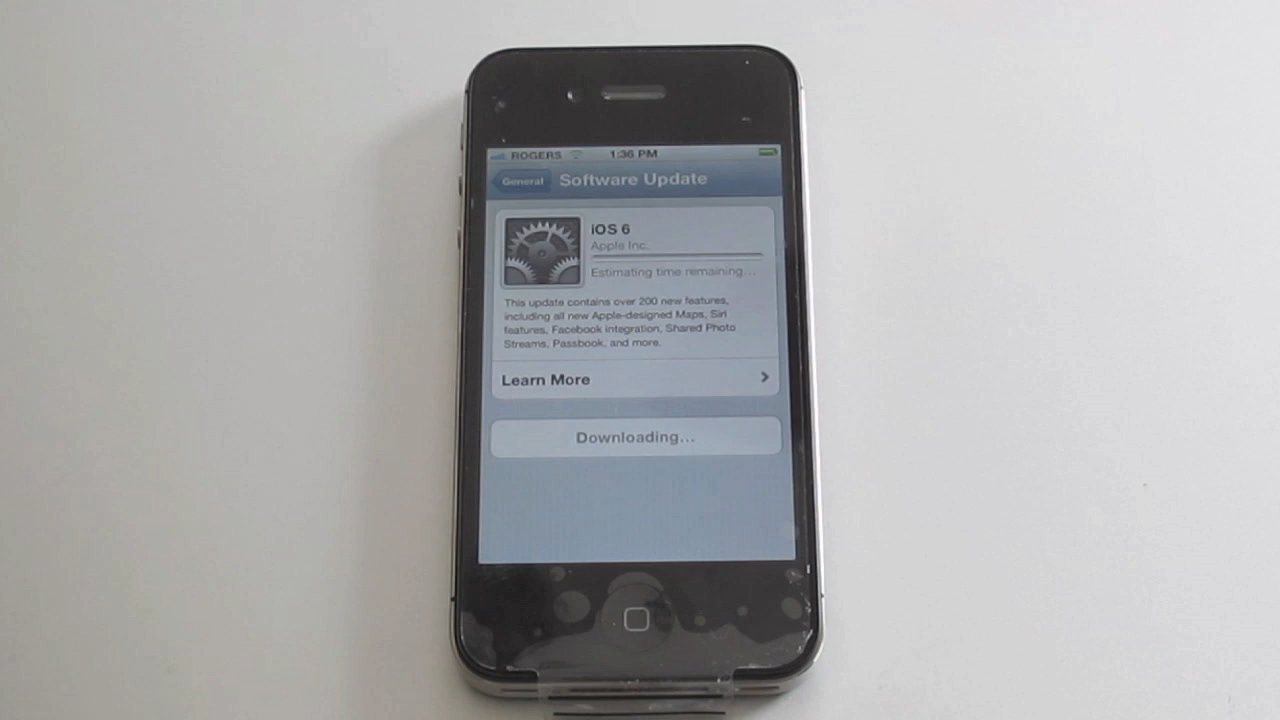 ROGERS 1:36 PM
General Software Update
iOS 6
Apple Inc.
Estimating time remaining...
This update contains over 200 new features,
including all new Apple-designed Maps, Siri
features, Facebook integration, Shared Photo
Streams, Passbook, and more.
Learn More
Downloading...